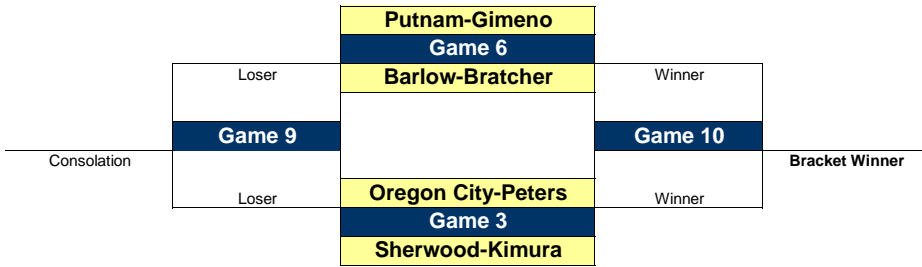 Putnam-Gimeno
Game 6
Loser
Barlow-Bratcher
Winner
Game 9
Game 10
Consolation
Bracket Winner
Loser
Oregon City-Peters
Winner
Game 3
Sherwood-Kimura